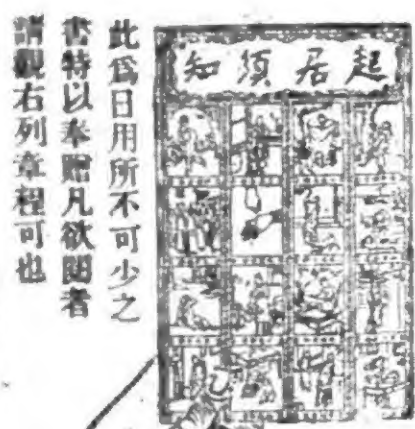 起居須知
此爲日用所不可少之
書特以奉贈凡欲閱者
請觀右列章程可也